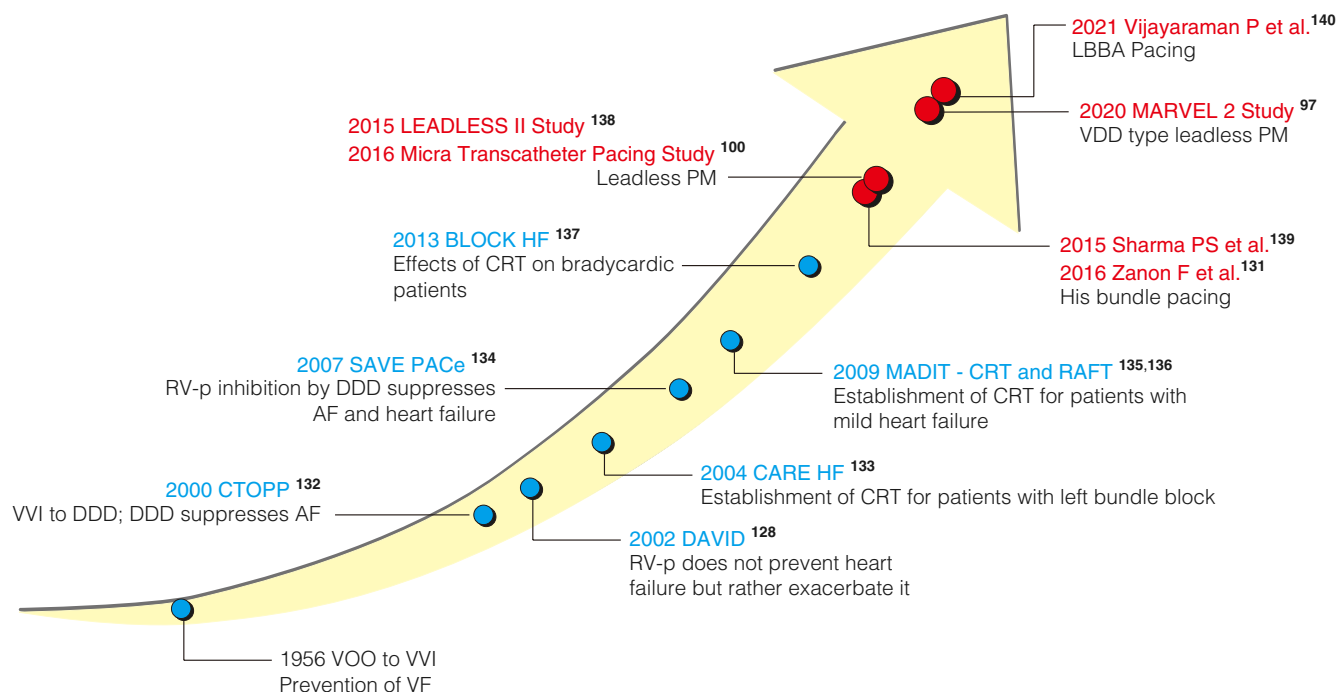 2021 Vijayaraman P et al.140
LBBA Pacing
2020 MARVEL 2 Study 97
VDD type leadless PM
2015 LEADLESS II Study 138
2016 Micra Transcatheter Pacing Study 100
Leadless PM
2015 Sharma PS et al.139
2016 Zanon F et al.131
His bundle pacing
2013 BLOCK HF 137
Effects of CRT on bradycardic
patients
2007 SAVE PACe 134
RV-p inhibition by DDD suppresses
AF and heart failure
2009 MADIT - CRT and RAFT 135,136
Establishment of CRT for patients with
mild heart failure
2004 CARE HF 133
Establishment of CRT for patients with left bundle block
2000 CTOPP 132
VVI to DDD; DDD suppresses AF
2002 DAVID 128
RV-p does not prevent heart
failure but rather exacerbate it
1956 VOO to VVI
Prevention of VF